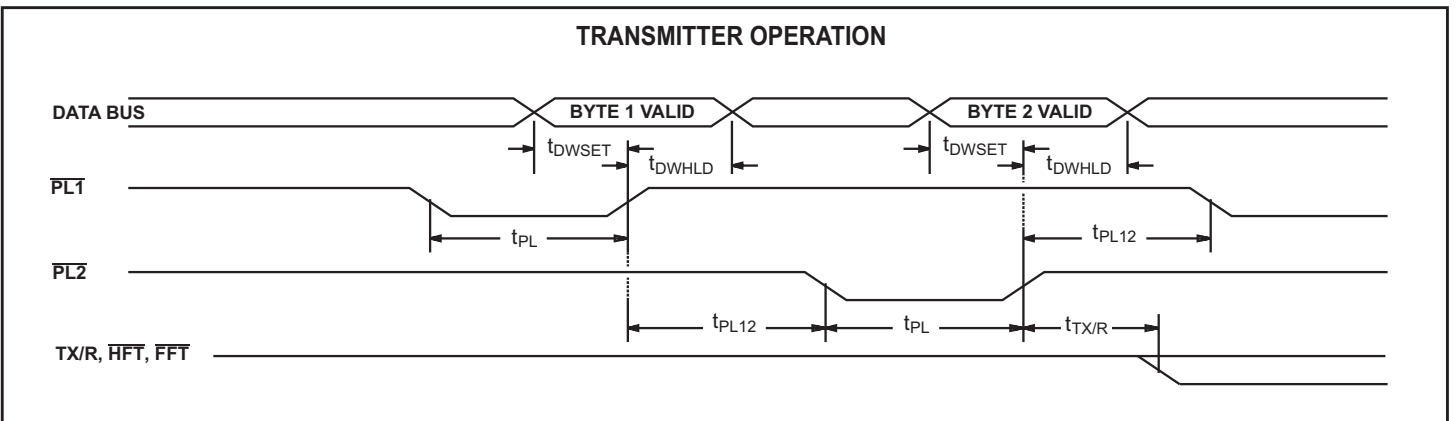 TRANSMITTER OPERATION
DATA BUS
BYTE 1 VALID
BYTE 2 VALID
tDWSET
tDWHLD
tDWSET
tDWHLD
PL1
tPL
tPL12
PL2
tPL12
tPL
tTX/R
TX/R, HFT, FFT